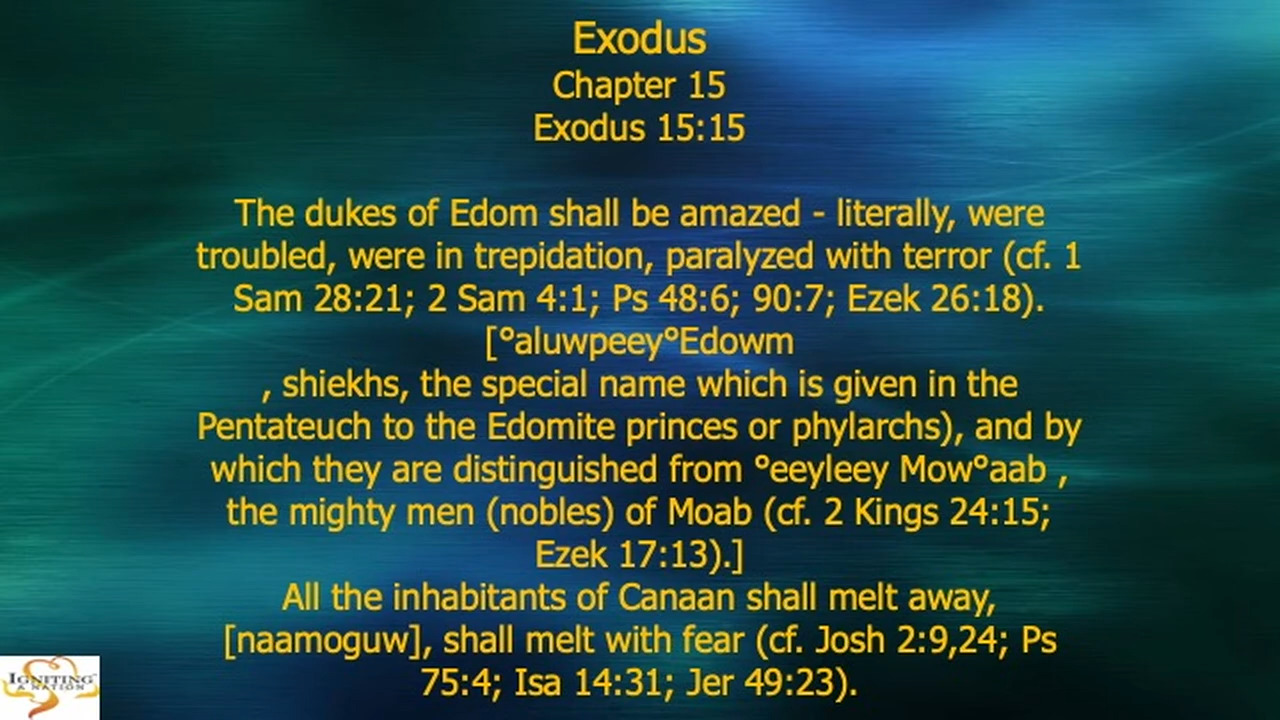 Exodus
Chapter 15
Exodus 15:15
The dukes of Edom shall be amazed - literally, were
troubled, were in trepidation, paralyzed with terror (cf. 1
Sam 28:21; 2 Sam 4:1; Ps 48:6; 90:7; Ezek 26:18).
[°aluwpeey°Edowm
, shiekhs, the special name which is given in the
Pentateuch to the Edomite princes or phylarchs), and by
which they are distinguished from °eeyleey Mow°aab ,
the mighty men (nobles) of Moab (cf. 2 Kings 24:15;
Ezek 17:13).]
All the inhabitants of Canaan shall melt away,
[naamoguw], shall melt with fear (cf. Josh 2:9,24; Ps
75:4; Isa 14:31; Jer 49:23).
IGNITING
A NATION